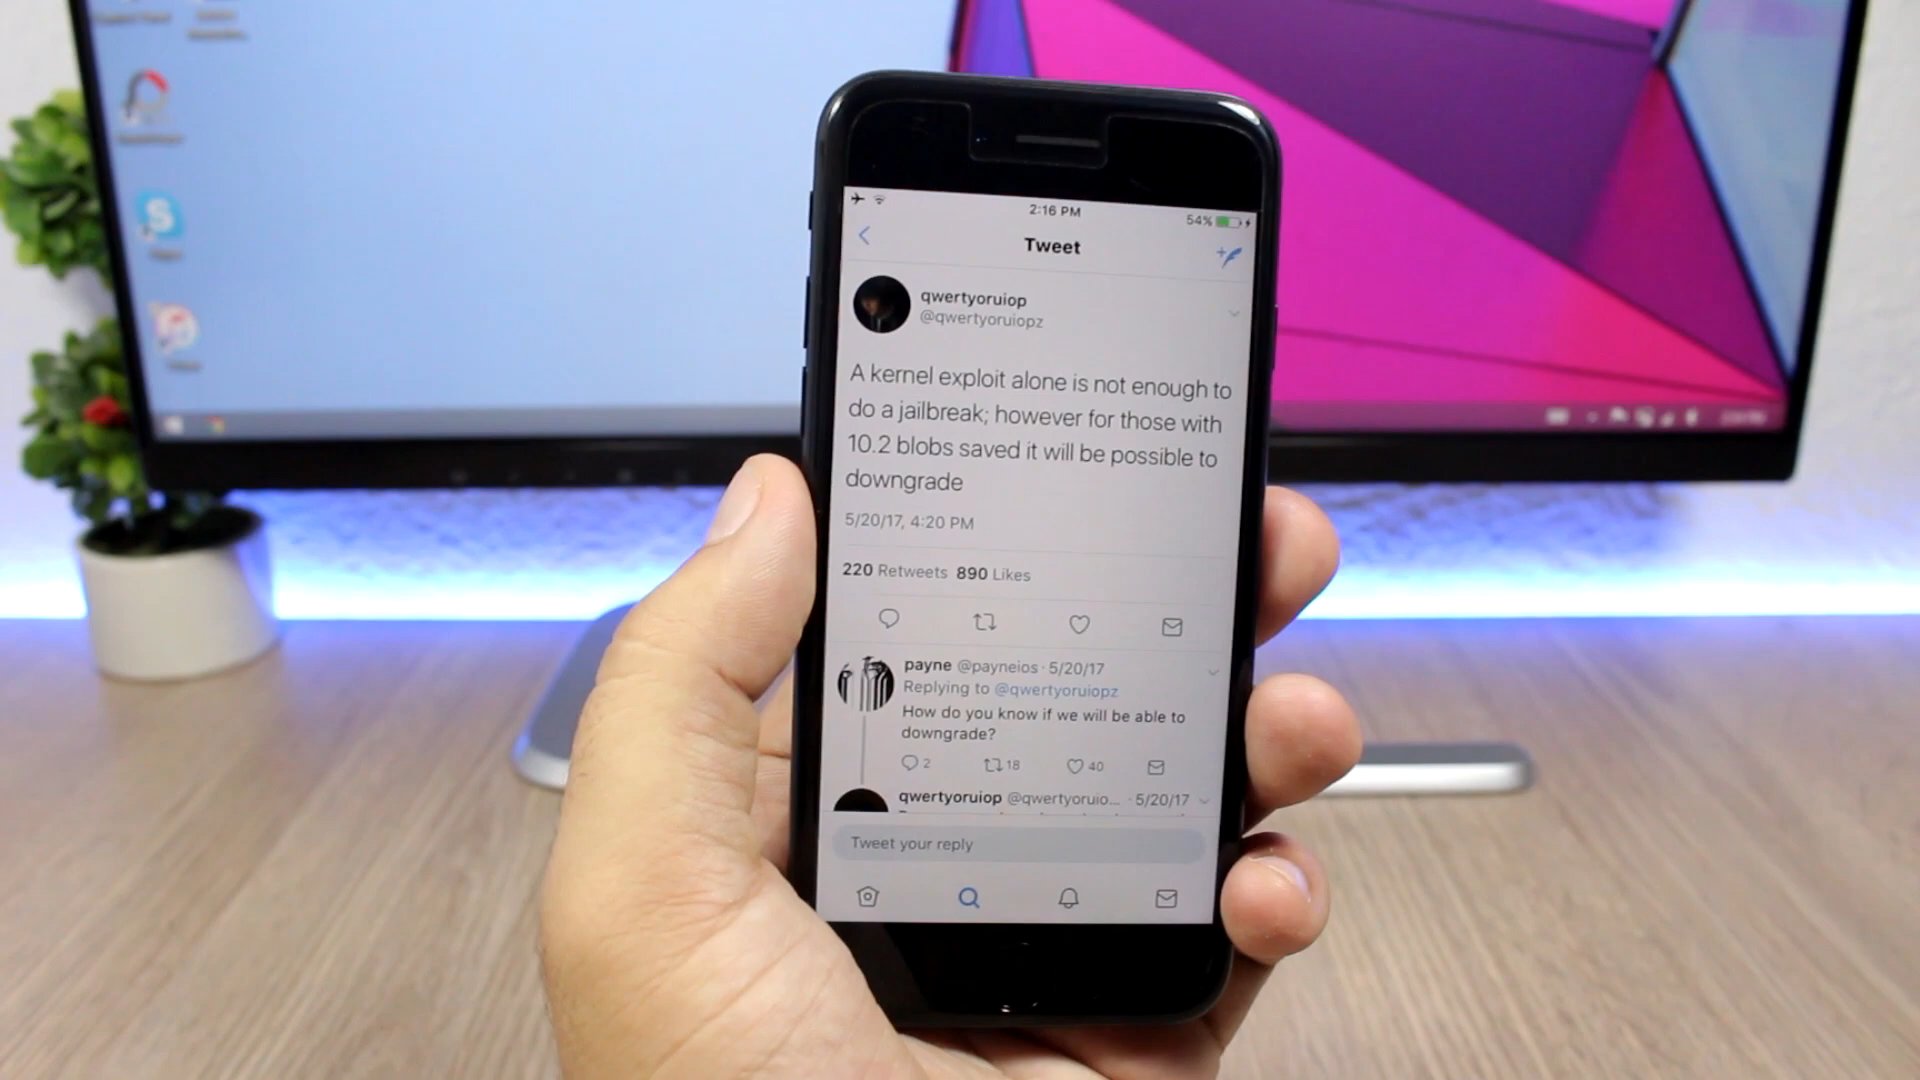 2:16 PM
54%
Tweet
qwertyoruiop
@qwertyoruiopz
A kernel exploit alone is not enough to
do a jailbreak; however for those with
10.2 blobs saved it will be possible to
downgrade
5/20/17, 4:20 PM
220 Retweets 890 Likes
payne @payneios · 5/20/17
Replying to @qwertyoruiopz
How do you know if we will be able to
downgrade?
2 18 40
qwertyoruiop @qwertyoruio... · 5/20/17
Tweet your reply